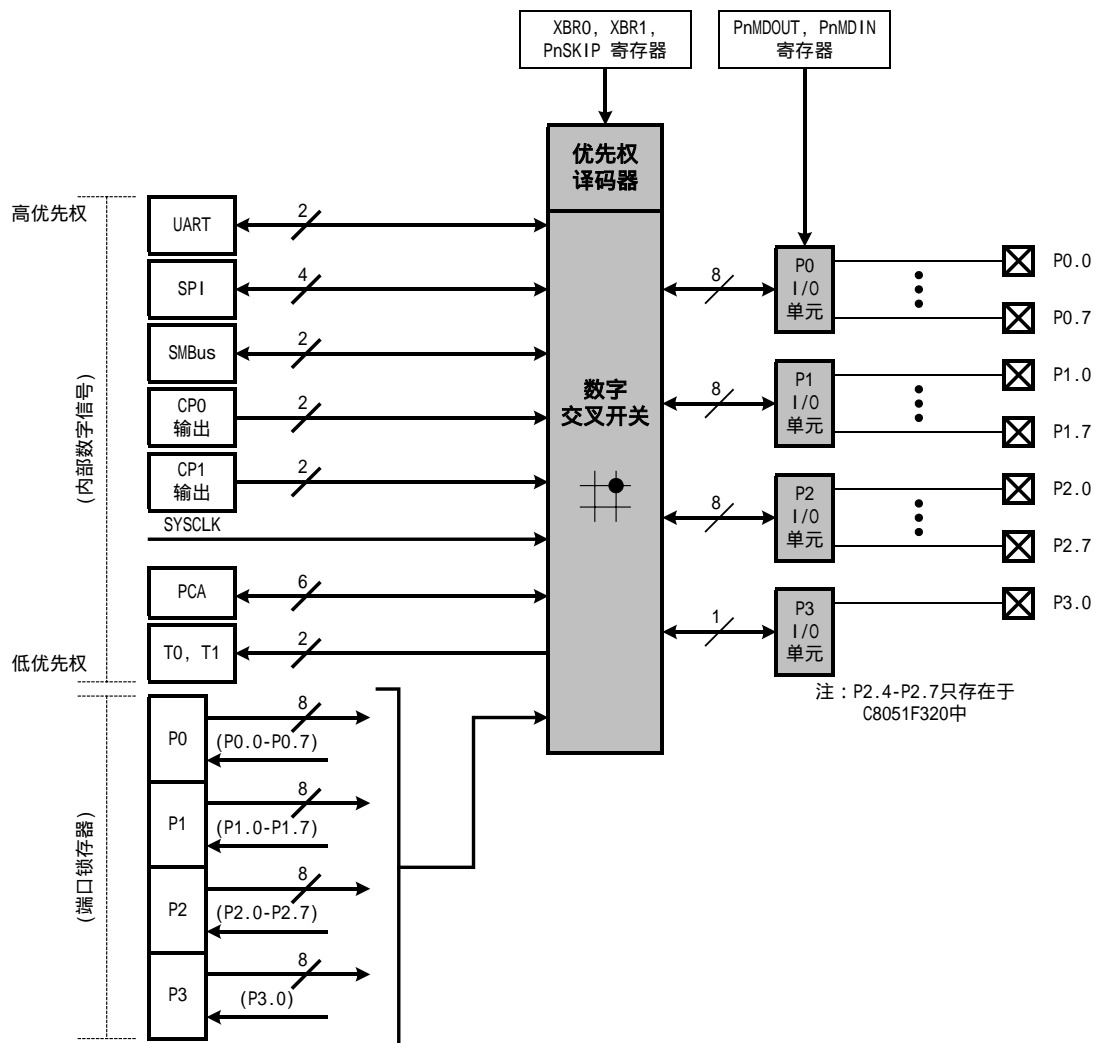 XBR0, XBR1,
PnSKIP 寄存器
PnMDOUT, PnMDIN
寄存器
优先权
译码器
高优先权
(内部数字信号)
低优先权
UART
2
SPI
4
SMBus
2
CP0
输出
2
CP1
输出
2
SYSCLK
PCA
6
T0, T1
2
数字
交叉开关
8
P0
I/O
单元
P0.0
P0.7
8
P1
I/O
单元
P1.0
P1.7
8
P2
I/O
单元
P2.0
P2.7
1
P3
I/O
单元
P3.0
注：P2.4-P2.7只存在于
C8051F320中
(端口锁存器)
P0
8
(P0.0-P0.7)
P1
8
(P1.0-P1.7)
P2
8
(P2.0-P2.7)
P3
8
(P3.0)